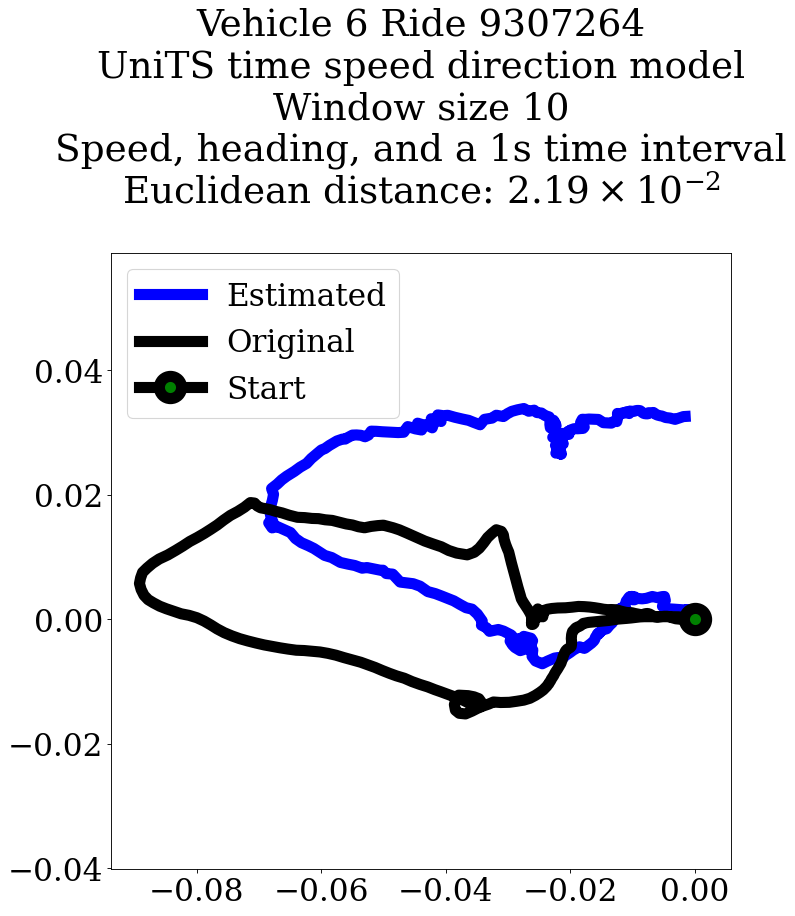 Vehicle 6 Ride 9307264
UniTS time speed direction model
Window size 10
Speed, heading, and a 1s time interval
Euclidean distance: 2.19 × 10⁻²
Estimated
Original
Start
0.04
0.02
0.00
−0.02
−0.04
−0.08 −0.06 −0.04 −0.02 0.00